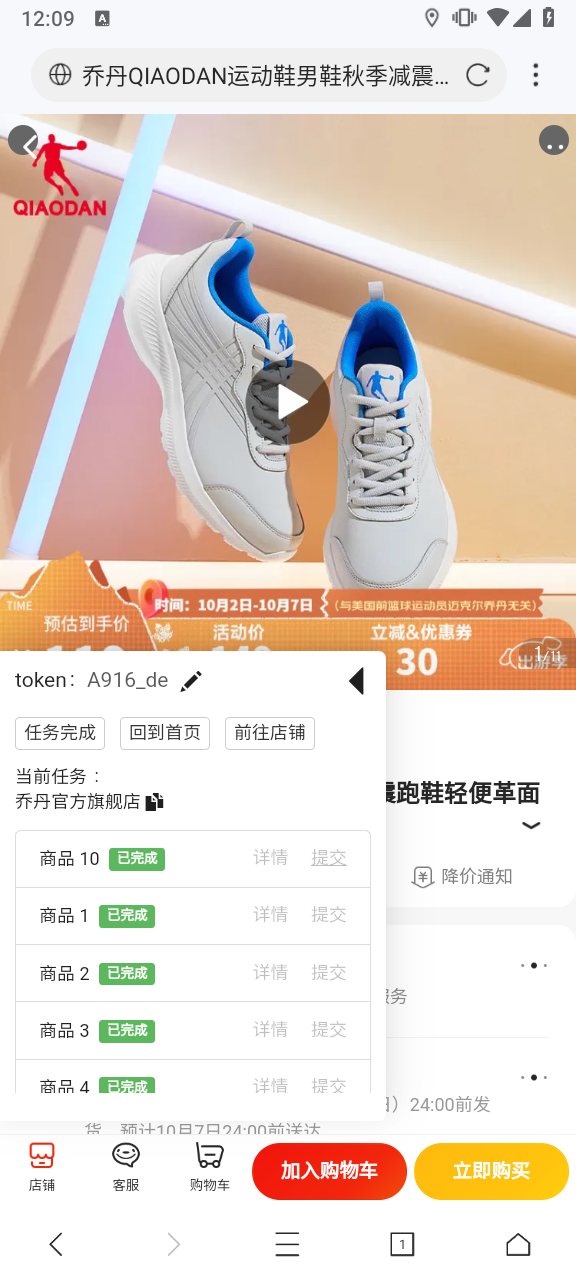 12:09
A
乔丹QIAODAN运动鞋男鞋秋季减震...
QIAODAN
TIME
预估到手价
时间：10月2日-10月7日
（与美国前篮球运动员迈克尔乔丹无关）
活动价
立减&优惠券
30
1/11
出游季
token： A916_de
任务完成
回到首页
前往店铺
当前任务：
乔丹官方旗舰店
震跑鞋轻便革面
商品 10 已完成 详情 提交
降价通知
商品 1 已完成 详情 提交
商品 2 已完成 详情 提交
服务
商品 3 已完成 详情 提交
商品 4 已完成 详情 提交
日）24:00前发
货，预计10月7日24:00前送达
店铺
客服
购物车
加入购物车
立即购买
1